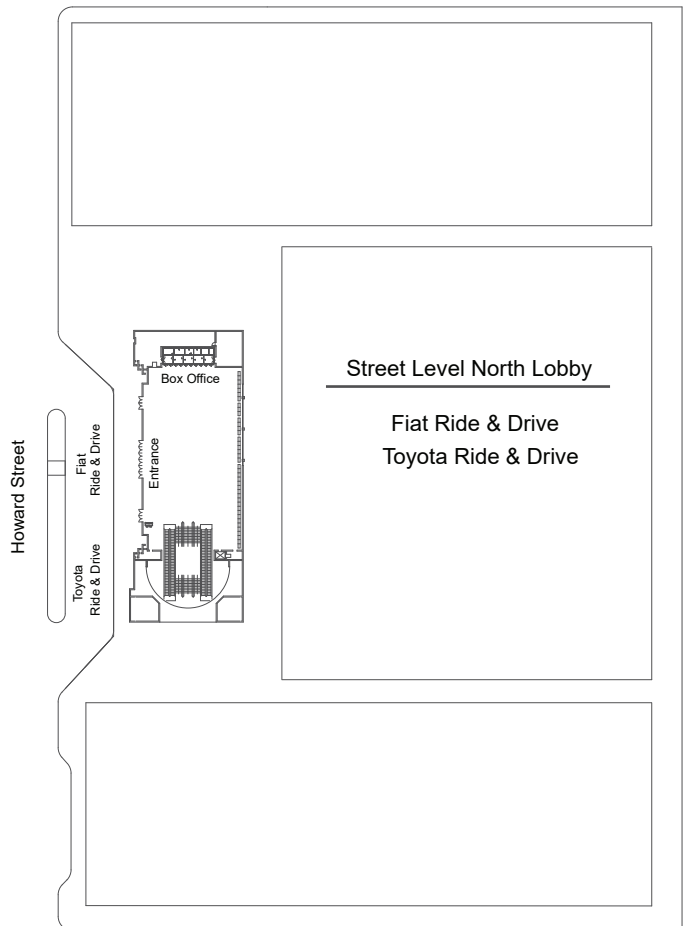 Street Level North Lobby
Fiat Ride & Drive
Toyota Ride & Drive
Box Office
Entrance
Fiat
Ride & Drive
Toyota
Ride & Drive
Howard Street